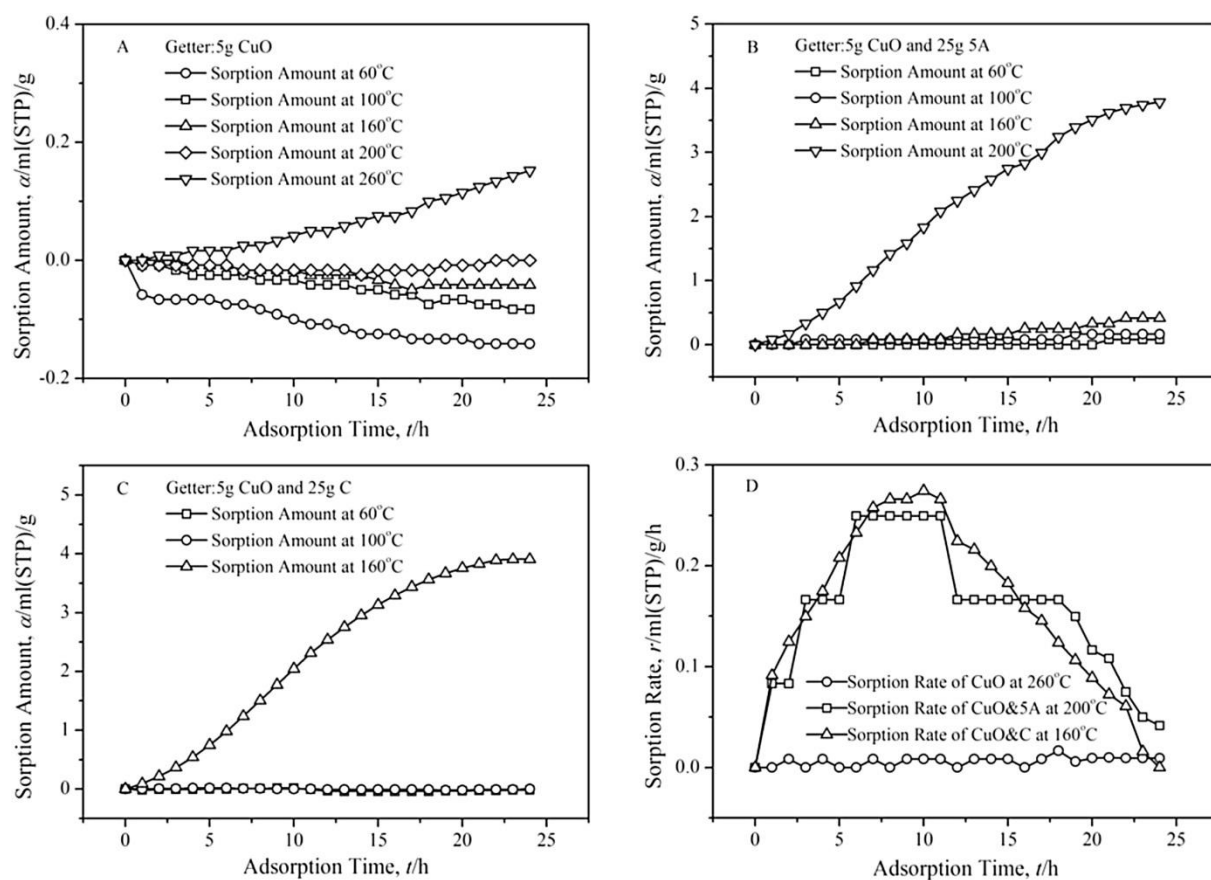 A Getter:5g CuO
Sorption Amount at 60°C
Sorption Amount at 100°C
Sorption Amount at 160°C
Sorption Amount at 200°C
Sorption Amount at 260°C
0.4
0.2
0.0
-0.2
Sorption Amount, α/ml(STP)/g
0 5 10 15 20 25
Adsorption Time, t/h
B Getter:5g CuO and 25g 5A
Sorption Amount at 60°C
Sorption Amount at 100°C
Sorption Amount at 160°C
Sorption Amount at 200°C
5
4
3
2
1
0
Sorption Amount, α/ml(STP)/g
0 5 10 15 20 25
Adsorption Time, t/h
C Getter:5g CuO and 25g C
Sorption Amount at 60°C
Sorption Amount at 100°C
Sorption Amount at 160°C
5
4
3
2
1
0
Sorption Amount, α/ml(STP)/g
0 5 10 15 20 25
Adsorption Time, t/h
D
0.3
0.2
0.1
0.0
Sorption Rate, r/ml(STP)/g/h
Sorption Rate of CuO at 260°C
Sorption Rate of CuO&5A at 200°C
Sorption Rate of CuO&C at 160°C
0 5 10 15 20 25
Adsorption Time, t/h